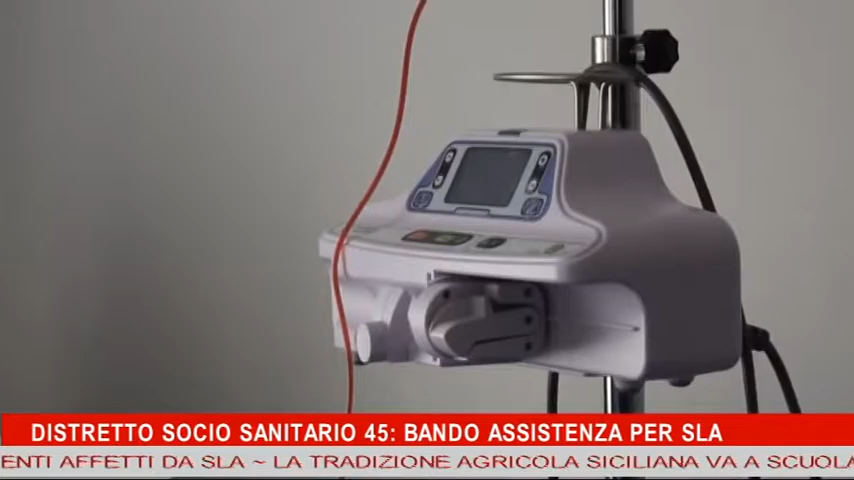 DISTRETTO SOCIO SANITARIO 45: BANDO ASSISTENZA PER SLA
ENTI AFFETTI DA SLA ~ LA TRADIZIONE AGRICOLA SICILIANA VA A SCUOLA